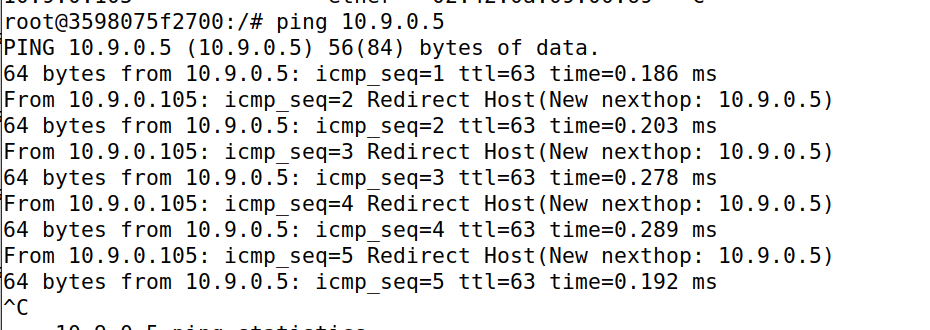 root@3598075f2700:/# ping 10.9.0.5
PING 10.9.0.5 (10.9.0.5) 56(84) bytes of data.
64 bytes from 10.9.0.5: icmp_seq=1 ttl=63 time=0.186 ms
From 10.9.0.105: icmp_seq=2 Redirect Host(New nexthop: 10.9.0.5)
64 bytes from 10.9.0.5: icmp_seq=2 ttl=63 time=0.203 ms
From 10.9.0.105: icmp_seq=3 Redirect Host(New nexthop: 10.9.0.5)
64 bytes from 10.9.0.5: icmp_seq=3 ttl=63 time=0.278 ms
From 10.9.0.105: icmp_seq=4 Redirect Host(New nexthop: 10.9.0.5)
64 bytes from 10.9.0.5: icmp_seq=4 ttl=63 time=0.289 ms
From 10.9.0.105: icmp_seq=5 Redirect Host(New nexthop: 10.9.0.5)
64 bytes from 10.9.0.5: icmp_seq=5 ttl=63 time=0.192 ms
^C
10.9.0.5 ping statistics